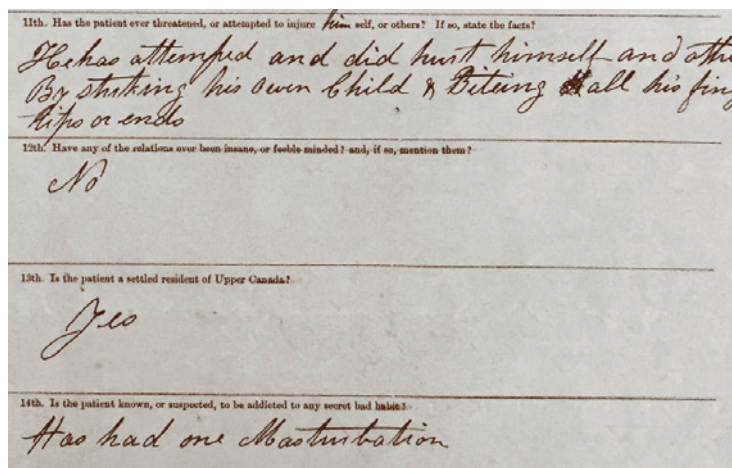 11th. Has the patient ever threatened, or attempted to injure him self, or others? If so, state the facts?
He has attemped and did hurt himself and othe
By striking his owen Child & Biteing all his fing
tips or ends
12th. Have any of the relations ever been insane, or feeble-minded? and, if so, mention them?
No
13th. Is the patient a settled resident of Upper Canada?
Yes
14th. Is the patient known, or suspected, to be addicted to any secret bad habit?
Has had one Masturbation